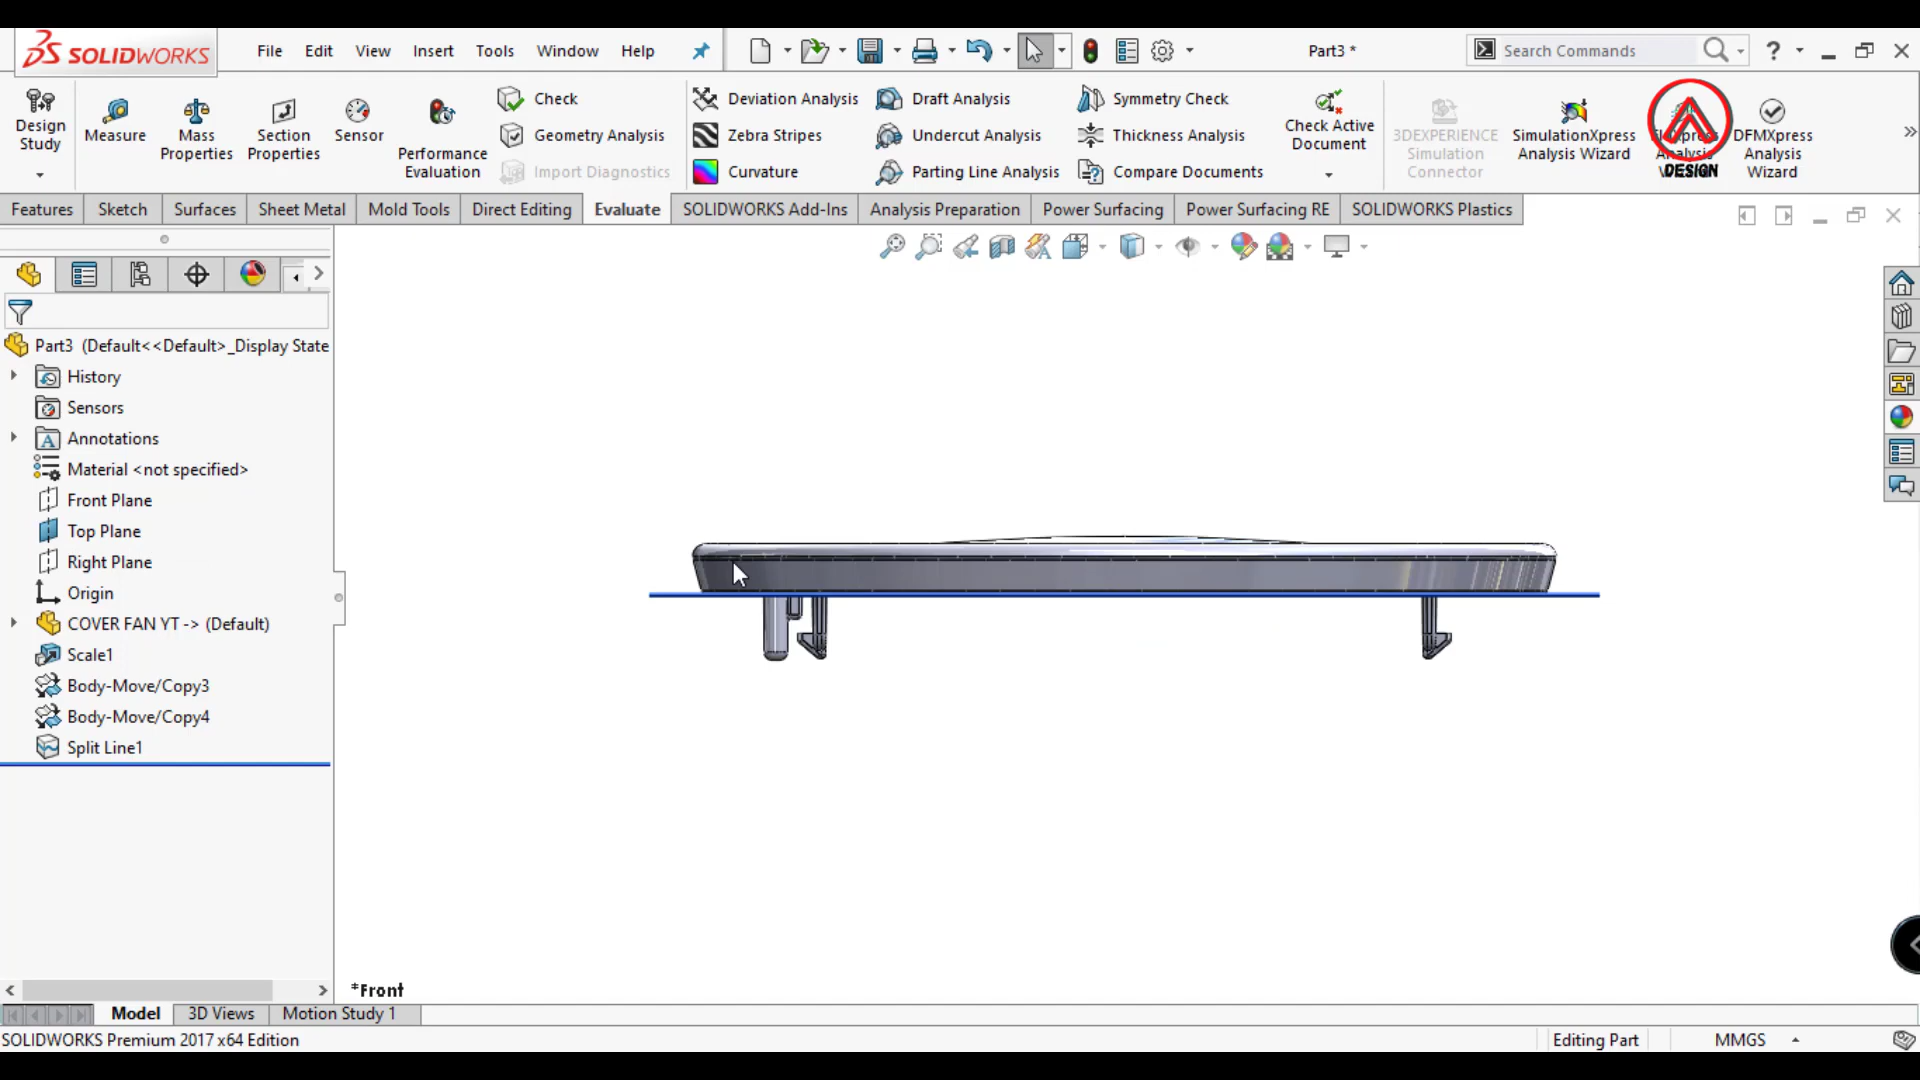 SOLIDWORKS File Edit View Insert Tools Window Help Part3 * Search Commands
Design Study
Measure
Mass Properties
Section Properties
Sensor
Performance Evaluation
Check
Geometry Analysis
Import Diagnostics
Deviation Analysis
Zebra Stripes
Curvature
Draft Analysis
Undercut Analysis
Parting Line Analysis
Symmetry Check
Thickness Analysis
Compare Documents
Check Active Document
3DEXPERIENCE Simulation Connector
SimulationXpress Analysis Wizard
DESIGN
DFMXpress Analysis Wizard
Features Sketch Surfaces Sheet Metal Mold Tools Direct Editing Evaluate SOLIDWORKS Add-Ins Analysis Preparation Power Surfacing Power Surfacing RE SOLIDWORKS Plastics
Part3 (Default<<Default>_Display State
History
Sensors
Annotations
Material <not specified>
Front Plane
Top Plane
Right Plane
Origin
COVER FAN YT -> (Default)
Scale1
Body-Move/Copy3
Body-Move/Copy4
Split Line1
*Front
Model 3D Views Motion Study 1
SOLIDWORKS Premium 2017 x64 Edition Editing Part MMGS